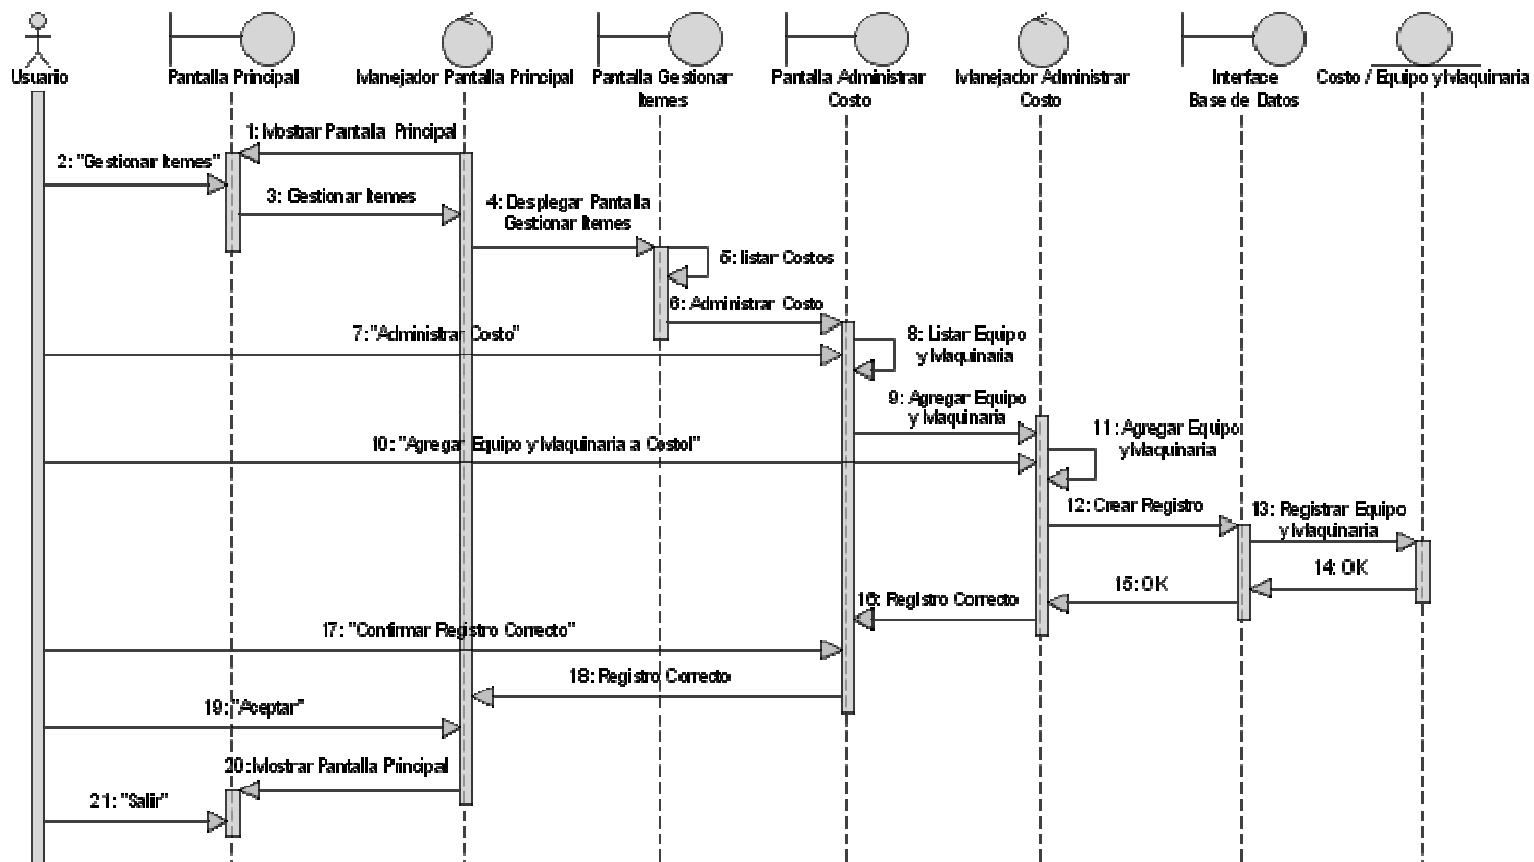 Usuario
Pantalla Principal
Manejador Pantalla Principal
Pantalla Gestionar
Itemes
Pantalla Administrar
Costo
Manejador Administrar
Costo
Interface
Base de Datos
Costo / Equipo y Maquinaria
1: Mostrar Pantalla Principal
2: "Gestionar Itemes"
3: Gestionar Itemes
4: Desplegar Pantalla
Gestionar Itemes
5: listar Costos
6: Administrar Costo
7: "Administrar Costo"
8: Listar Equipo
y Maquinaria
9: Agregar Equipo
y Maquinaria
10: "Agregar Equipo y Maquinaria a Costol"
11: Agregar Equipo
y Maquinaria
12: Crear Registro
13: Registrar Equipo
y Maquinaria
14: OK
15: OK
16: Registro Correcto
17: "Confirmar Registro Correcto"
18: Registro Correcto
19: "Aceptar"
20: Mostrar Pantalla Principal
21: "Salir"